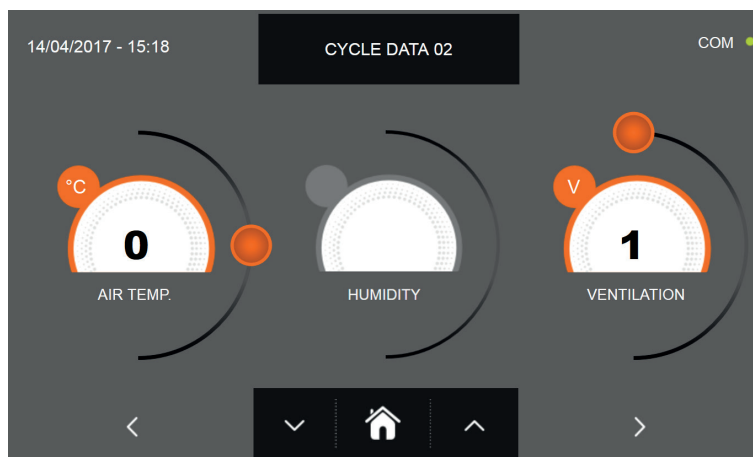 14/04/2017 - 15:18
CYCLE DATA 02
COM
°C
V
0
1
AIR TEMP.
HUMIDITY
VENTILATION